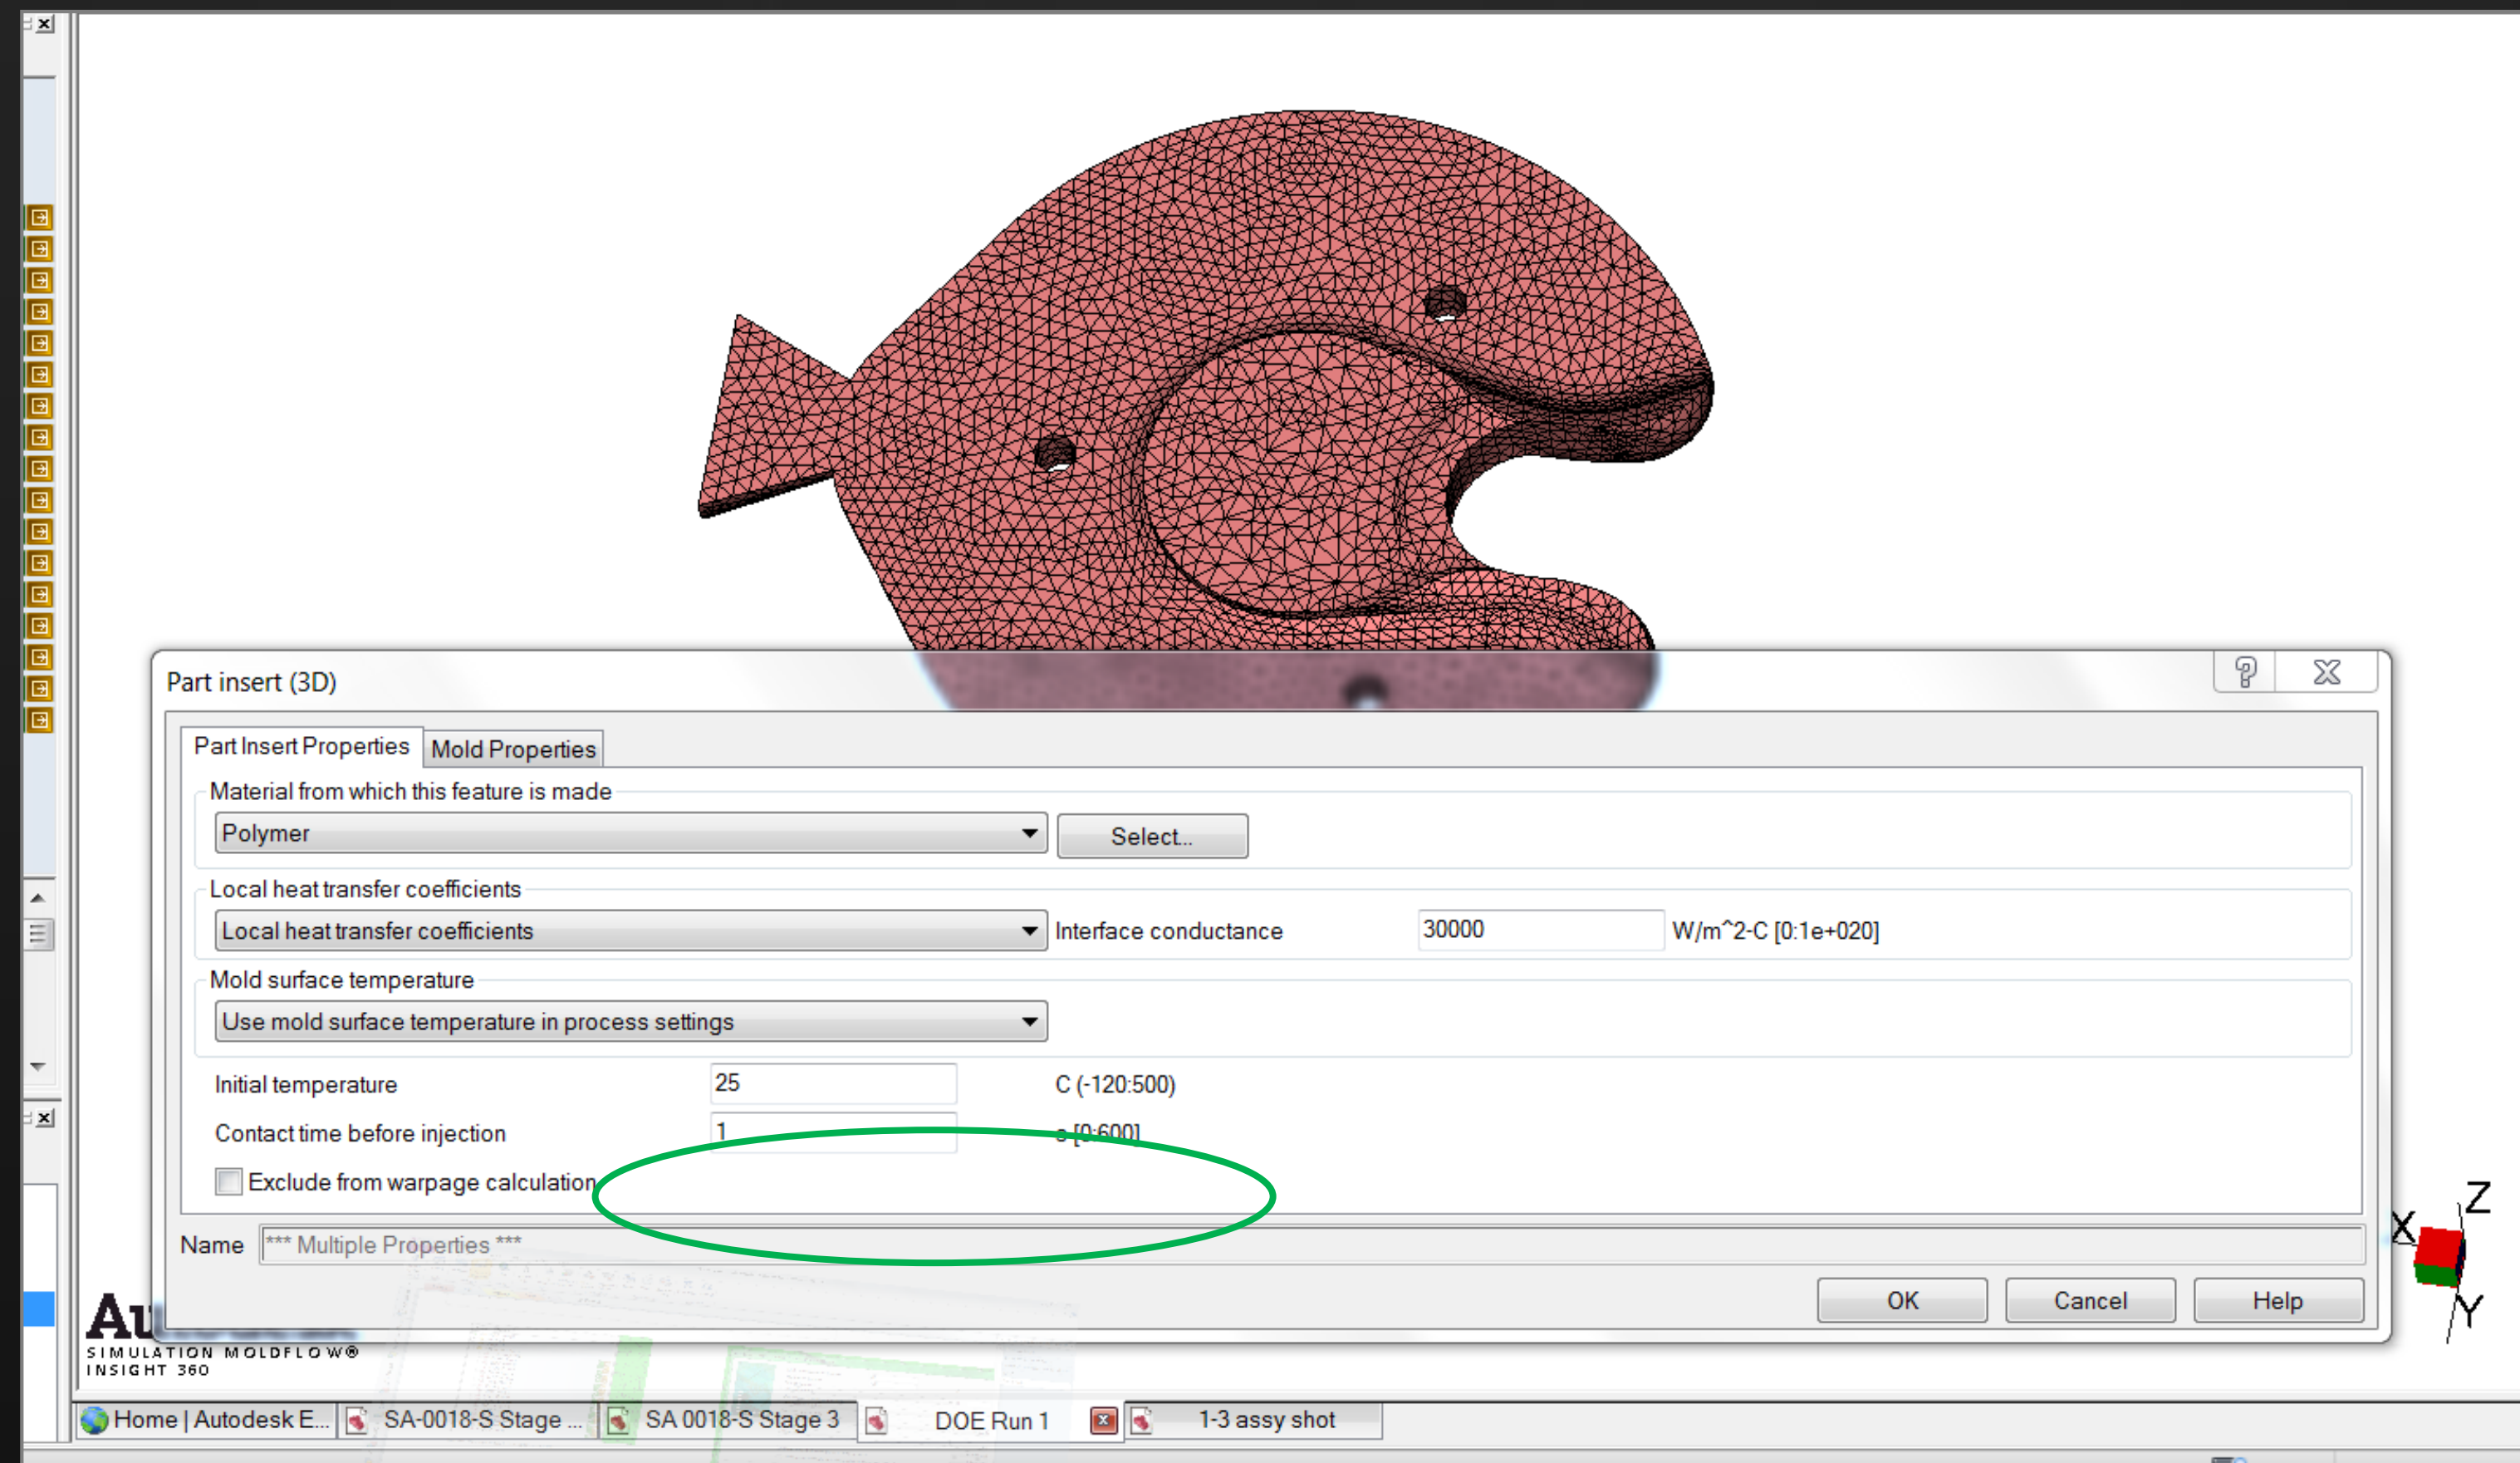 Part insert (3D)
Part Insert Properties Mold Properties
Material from which this feature is made
Polymer Select...
Local heat transfer coefficients
Local heat transfer coefficients Interface conductance 30000 W/m^2-C [0:1e+020]
Mold surface temperature
Use mold surface temperature in process settings
Initial temperature 25 C (-120:500)
Contact time before injection 1 s [0:600]
Exclude from warpage calculation
Name *** Multiple Properties ***
OK Cancel Help
Z
X
Y
SIMULATION MOLDFLOW®
INSIGHT 360
Home | Autodesk E... SA-0018-S Stage ... SA 0018-S Stage 3 DOE Run 1 1-3 assy shot